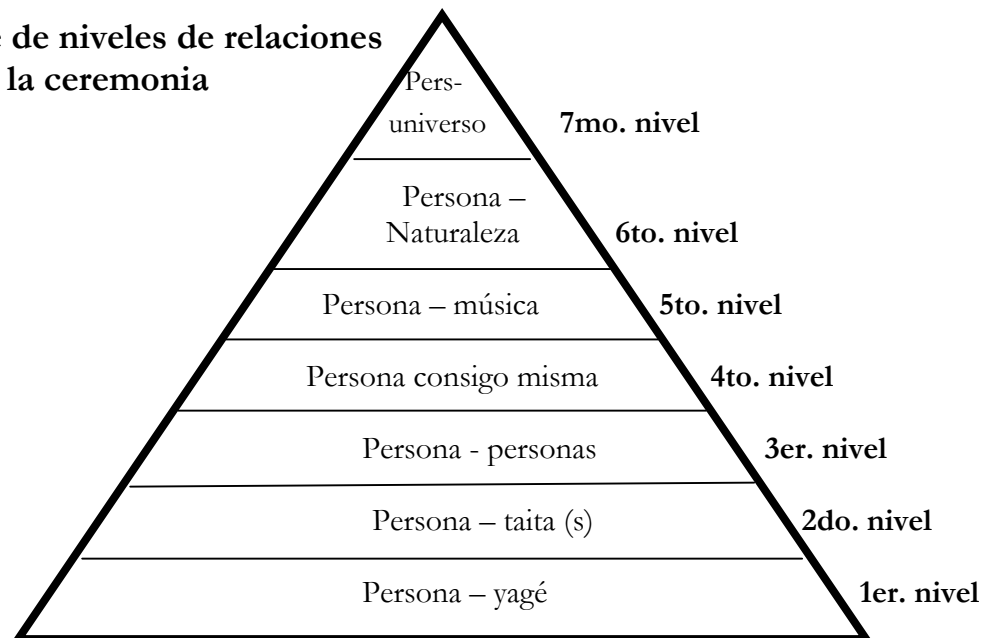 de niveles de relaciones
la ceremonia
Pers-
universo
7mo. nivel
Persona –
Naturaleza
6to. nivel
Persona – música
5to. nivel
Persona consigo misma
4to. nivel
Persona - personas
3er. nivel
Persona – taita (s)
2do. nivel
Persona – yagé
1er. nivel